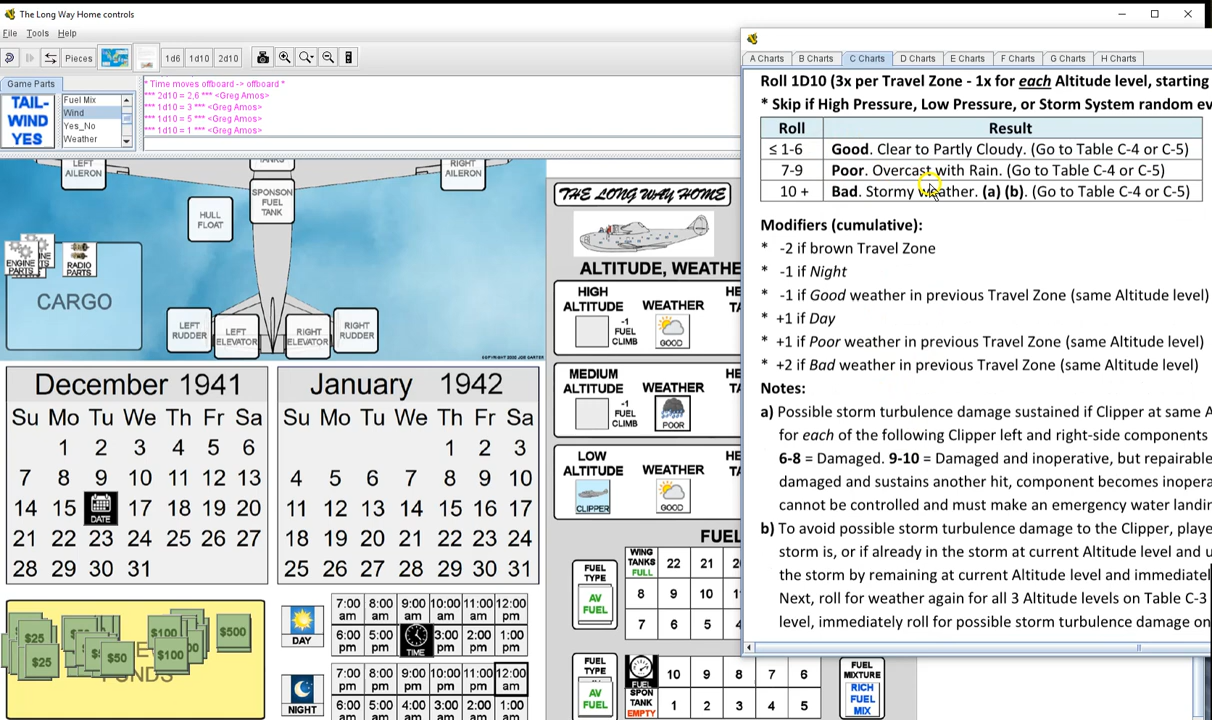 The Long Way Home controls
File Tools Help
Pieces 1d6 1d10 2d10
Game Parts
TAIL-
WIND
YES
Fuel Mix
Wind
Yes_No
Weather
* Time moves offboard -> offboard *
*** 2d10 = 2,6 *** <Greg Amos>
*** 1d10 = 3 *** <Greg Amos>
*** 1d10 = 5 *** <Greg Amos>
*** 1d10 = 1 *** <Greg Amos>
LEFT
AILERON
TANKS
RIGHT
AILERON
SPONSON
FUEL
TANK
HULL
FLOAT
ENGINE
PARTS
RADIO
PARTS
CARGO
LEFT
RUDDER
LEFT
ELEVATOR
RIGHT
ELEVATOR
RIGHT
RUDDER
COPYRIGHT 2020 JOE CARTER
December 1941
Su Mo Tu We Th Fr Sa
1 2 3 4 5 6
7 8 9 10 11 12 13
14 15 DATE 17 18 19 20
21 22 23 24 25 26 27
28 29 30 31
January 1942
Su Mo Tu We Th Fr Sa
1 2 3
4 5 6 7 8 9 10
11 12 13 14 15 16 17
18 19 20 21 22 23 24
25 26 27 28 29 30 31
$25
$25
$50
$100
$100
$500
DAY
7:00 am 8:00 am 9:00 am 10:00 am 11:00 am 12:00 pm
6:00 pm 5:00 pm TIME 3:00 pm 2:00 pm 1:00 pm
NIGHT
7:00 pm 8:00 pm 9:00 pm 10:00 pm 11:00 pm 12:00 am
6:00 5:00 4:00 3:00 2:00 1:00
THE LONG WAY HOME
ALTITUDE, WEATHE
HIGH
ALTITUDE
WEATHER
HE
TA
-1
FUEL
CLIMB
GOOD
MEDIUM
ALTITUDE
WEATHER
HE
TA
-1
FUEL
CLIMB
POOR
LOW
ALTITUDE
WEATHER
HE
TA
CLIPPER
GOOD
FUEL
FUEL
TYPE
AV
FUEL
WING
TANKS
FULL
22 21
8 9 10
7 6 5
FUEL
TYPE
AV
FUEL
FUEL
SPON
TANK
EMPTY
10 9 8 7 6
1 2 3 4 5
FUEL
MIXTURE
RICH
FUEL
MIX
A Charts B Charts C Charts D Charts E Charts F Charts G Charts H Charts
Roll 1D10 (3x per Travel Zone - 1x for each Altitude level, starting
* Skip if High Pressure, Low Pressure, or Storm System random ev
Roll Result
≤ 1-6 Good. Clear to Partly Cloudy. (Go to Table C-4 or C-5)
7-9 Poor. Overcast with Rain. (Go to Table C-4 or C-5)
10 + Bad. Stormy weather. (a) (b). (Go to Table C-4 or C-5)
Modifiers (cumulative):
* -2 if brown Travel Zone
* -1 if Night
* -1 if Good weather in previous Travel Zone (same Altitude level)
* +1 if Day
* +1 if Poor weather in previous Travel Zone (same Altitude level)
* +2 if Bad weather in previous Travel Zone (same Altitude level)
Notes:
a) Possible storm turbulence damage sustained if Clipper at same A
for each of the following Clipper left and right-side components
6-8 = Damaged. 9-10 = Damaged and inoperative, but repairable
damaged and sustains another hit, component becomes inopera
cannot be controlled and must make an emergency water landin
b) To avoid possible storm turbulence damage to the Clipper, playe
storm is, or if already in the storm at current Altitude level and u
the storm by remaining at current Altitude level and immediatel
Next, roll for weather again for all 3 Altitude levels on Table C-3
level, immediately roll for possible storm turbulence damage on